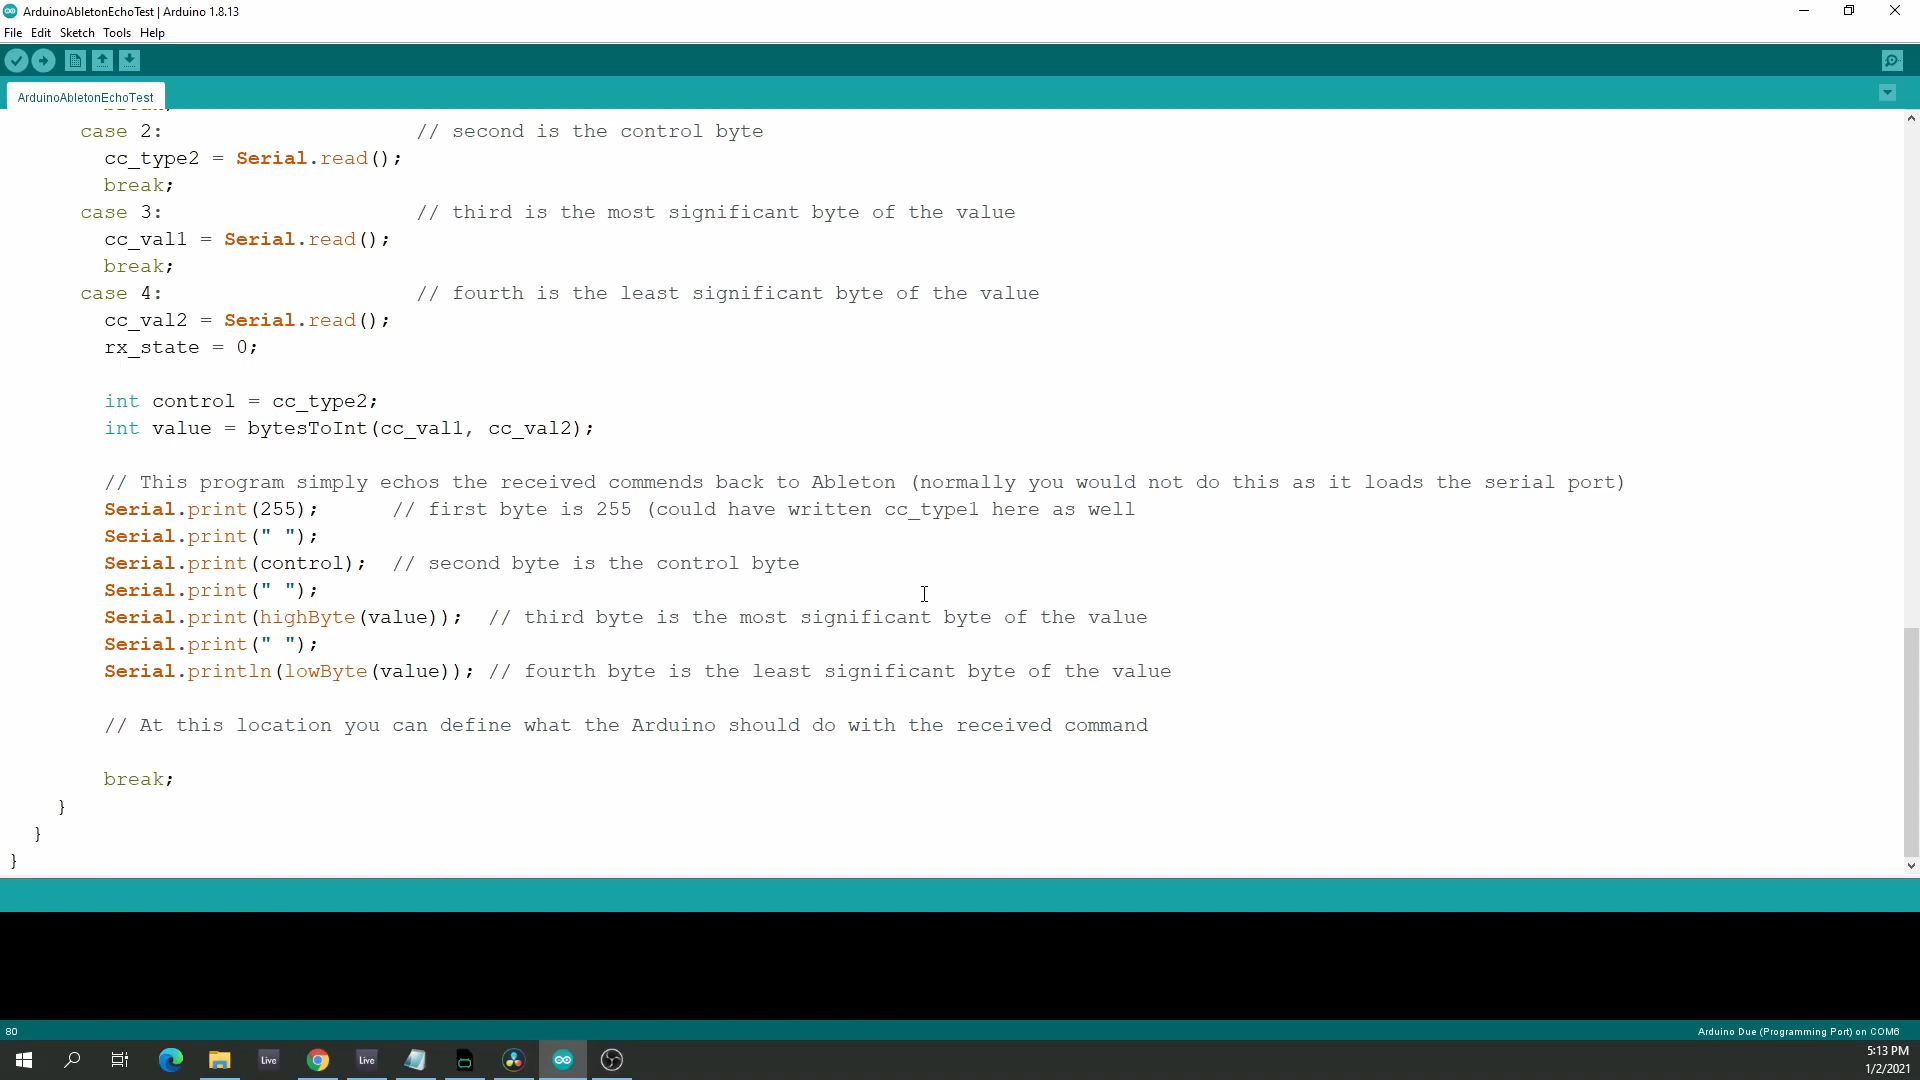 ArduinoAbletonEchoTest | Arduino 1.8.13
File Edit Sketch Tools Help
ArduinoAbletonEchoTest
case 2: // second is the control byte
cc_type2 = Serial.read();
break;
case 3: // third is the most significant byte of the value
cc_val1 = Serial.read();
break;
case 4: // fourth is the least significant byte of the value
cc_val2 = Serial.read();
rx_state = 0;
int control = cc_type2;
int value = bytesToInt(cc_val1, cc_val2);
// This program simply echos the received commends back to Ableton (normally you would not do this as it loads the serial port)
Serial.print(255); // first byte is 255 (could have written cc_type1 here as well
Serial.print(" ");
Serial.print(control); // second byte is the control byte
Serial.print(" ");
Serial.print(highByte(value)); // third byte is the most significant byte of the value
Serial.print(" ");
Serial.println(lowByte(value)); // fourth byte is the least significant byte of the value
// At this location you can define what the Arduino should do with the received command
break;
}
}
}
80
Arduino Due (Programming Port) on COM6
Live
Live
5:13 PM
1/2/2021